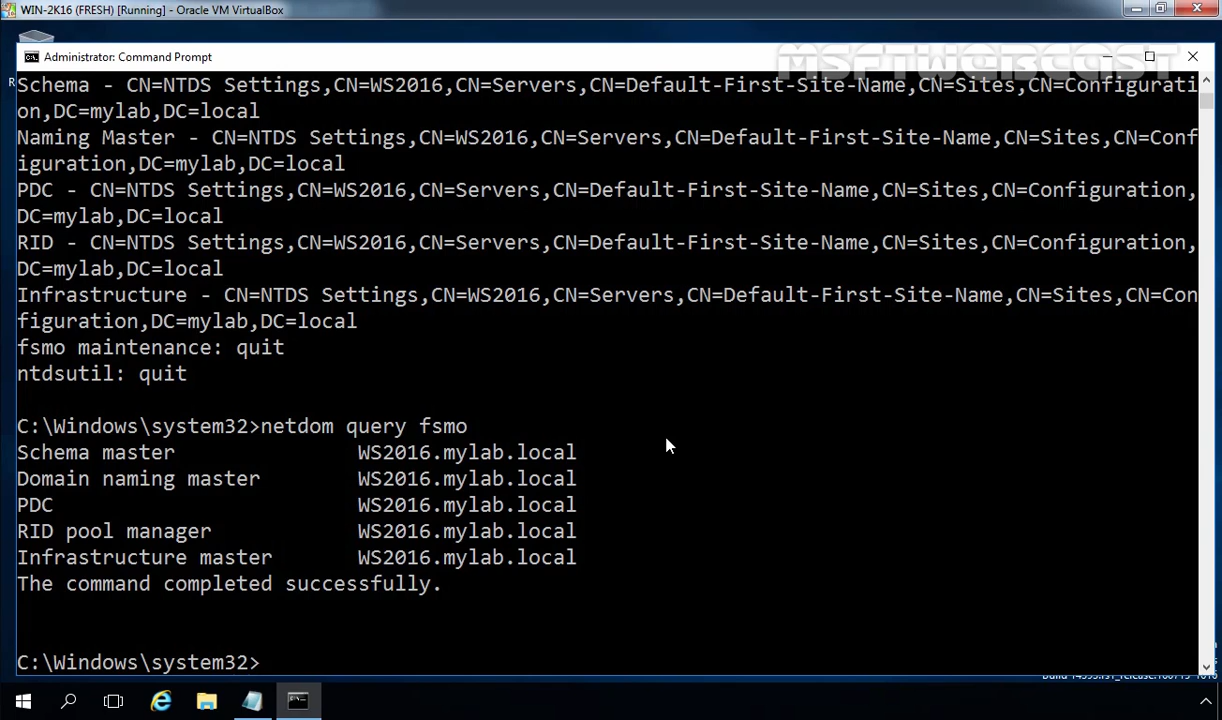 WIN-2K16 (FRESH) [Running] - Oracle VM VirtualBox
Administrator: Command Prompt
MSFTWEBCAST
Schema - CN=NTDS Settings,CN=WS2016,CN=Servers,CN=Default-First-Site-Name,CN=Sites,CN=Configurati
on,DC=mylab,DC=local
Naming Master - CN=NTDS Settings,CN=WS2016,CN=Servers,CN=Default-First-Site-Name,CN=Sites,CN=Conf
iguration,DC=mylab,DC=local
PDC - CN=NTDS Settings,CN=WS2016,CN=Servers,CN=Default-First-Site-Name,CN=Sites,CN=Configuration,
DC=mylab,DC=local
RID - CN=NTDS Settings,CN=WS2016,CN=Servers,CN=Default-First-Site-Name,CN=Sites,CN=Configuration,
DC=mylab,DC=local
Infrastructure - CN=NTDS Settings,CN=WS2016,CN=Servers,CN=Default-First-Site-Name,CN=Sites,CN=Con
figuration,DC=mylab,DC=local
fsmo maintenance: quit
ntdsutil: quit
C:\Windows\system32>netdom query fsmo
Schema master WS2016.mylab.local
Domain naming master WS2016.mylab.local
PDC WS2016.mylab.local
RID pool manager WS2016.mylab.local
Infrastructure master WS2016.mylab.local
The command completed successfully.
C:\Windows\system32>